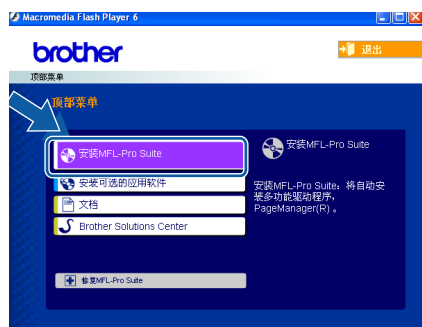 Macromedia Flash Player 6
brother
退出
顶部菜单
顶部菜单
安装MFL-Pro Suite
安装MFL-Pro Suite
安装可选的应用软件
安装MFL-Pro Suite：将自动安
装多功能驱动程序，
PageManager(R) 。
文档
Brother Solutions Center
修复MFL-Pro Suite